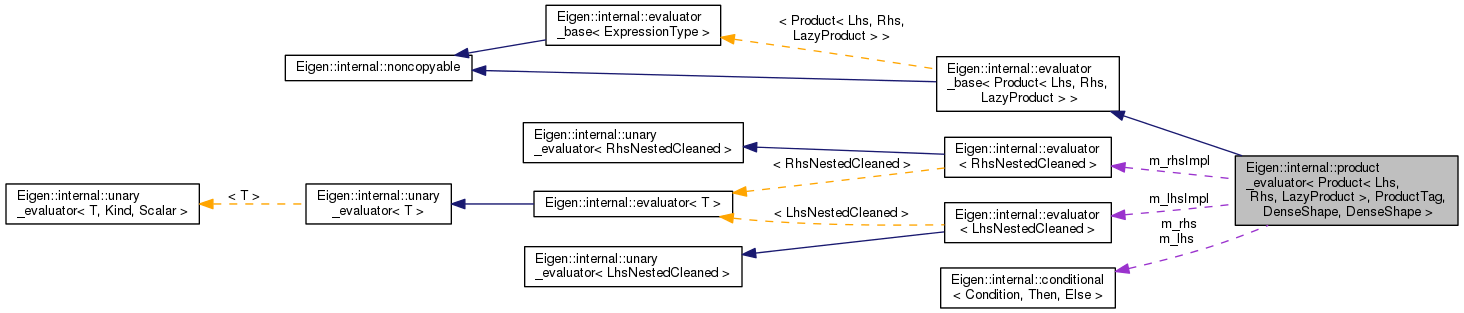 Eigen::internal::evaluator
_base< ExpressionType >
< Product< Lhs, Rhs,
LazyProduct > >
Eigen::internal::noncopyable
Eigen::internal::evaluator
_base< Product< Lhs, Rhs,
LazyProduct > >
Eigen::internal::unary
_evaluator< RhsNestedCleaned >
< RhsNestedCleaned >
Eigen::internal::evaluator
< RhsNestedCleaned >
m_rhsImpl
Eigen::internal::product
_evaluator< Product< Lhs,
Rhs, LazyProduct >, ProductTag,
DenseShape, DenseShape >
Eigen::internal::unary
_evaluator< T, Kind, Scalar >
< T >
Eigen::internal::unary
_evaluator< T >
Eigen::internal::evaluator< T >
< LhsNestedCleaned >
Eigen::internal::evaluator
< LhsNestedCleaned >
m_lhsImpl
m_rhs
m_lhs
Eigen::internal::unary
_evaluator< LhsNestedCleaned >
Eigen::internal::conditional
< Condition, Then, Else >